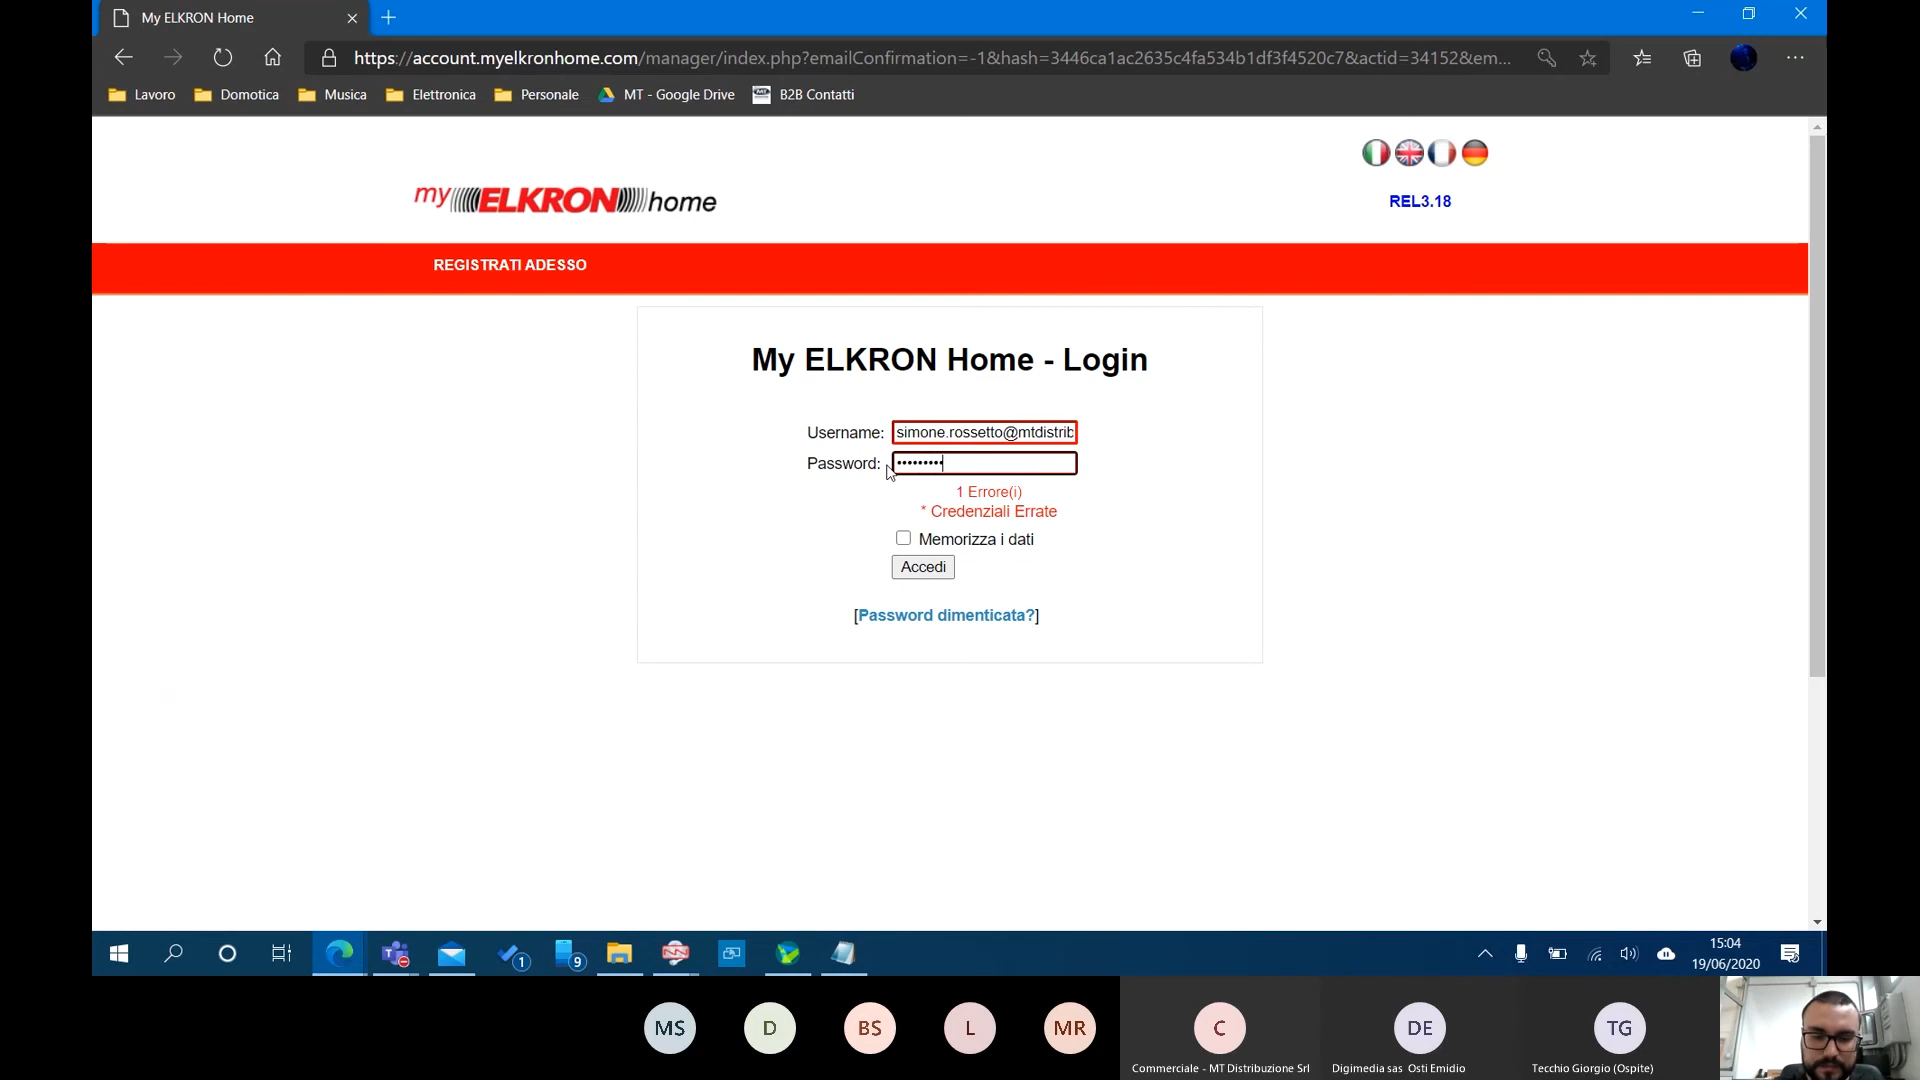 My ELKRON Home
https://account.myelkronhome.com/manager/index.php?emailConfirmation=-1&hash=3446ca1ac2635c4fa534b1df3f4520c7&actid=34152&em...
Lavoro Domotica Musica Elettronica Personale MT - Google Drive B2B Contatti
my ELKRON home
REL3.18
REGISTRATI ADESSO
My ELKRON Home - Login
Username: simone.rossetto@mtdistrib
Password: •••••••••
1 Errore(i)
* Credenziali Errate
Memorizza i dati
Accedi
[Password dimenticata?]
1 9
15:04
19/06/2020
MS D BS L MR C DE TG
Commerciale - MT Distribuzione Srl Digimedia sas Osti Emidio Tecchio Giorgio (Ospite)